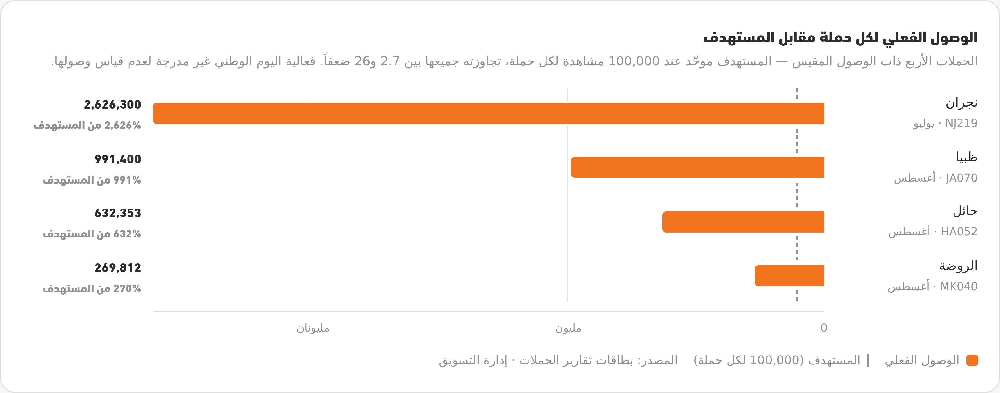 الوصول الفعلي لكل حملة مقابل المستهدف
الحملات الأربع ذات الوصول المقيس — المستهدف موحّد عند 100,000 مشاهدة لكل حملة، تجاوزته جميعها بين 2.7 و26 ضعفاً. فعالية اليوم الوطني غير مدرجة لعدم قياس وصولها.
نجران
NJ219 · يوليو
2,626,300
2,626% من المستهدف
ظبيا
JA070 · أغسطس
991,400
991% من المستهدف
حائل
HA052 · أغسطس
632,353
632% من المستهدف
الروضة
MK040 · أغسطس
269,812
270% من المستهدف
0
مليون
مليونان
الوصول الفعلي
المستهدف (100,000 لكل حملة)
المصدر: بطاقات تقارير الحملات · إدارة التسويق